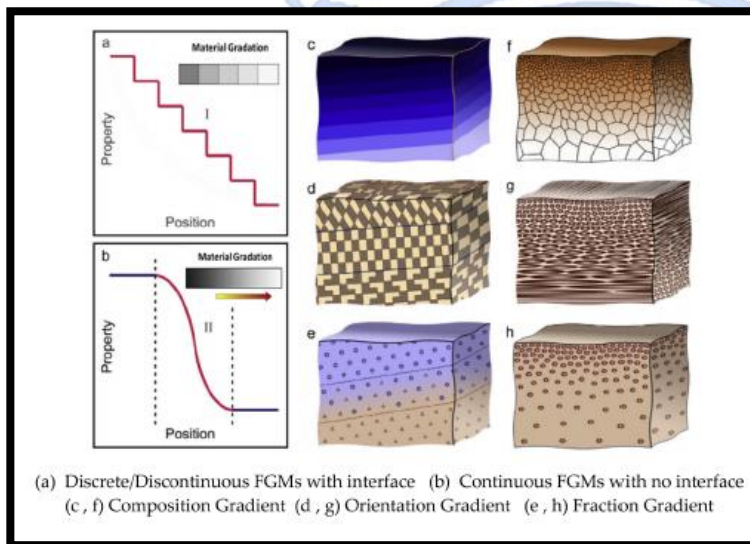 a
Material Gradation
I
Property
Position
b
Material Gradation
II
Property
Position
c
d
e
f
g
h
(a) Discrete/Discontinuous FGMs with interface (b) Continuous FGMs with no interface
(c , f) Composition Gradient (d , g) Orientation Gradient (e , h) Fraction Gradient